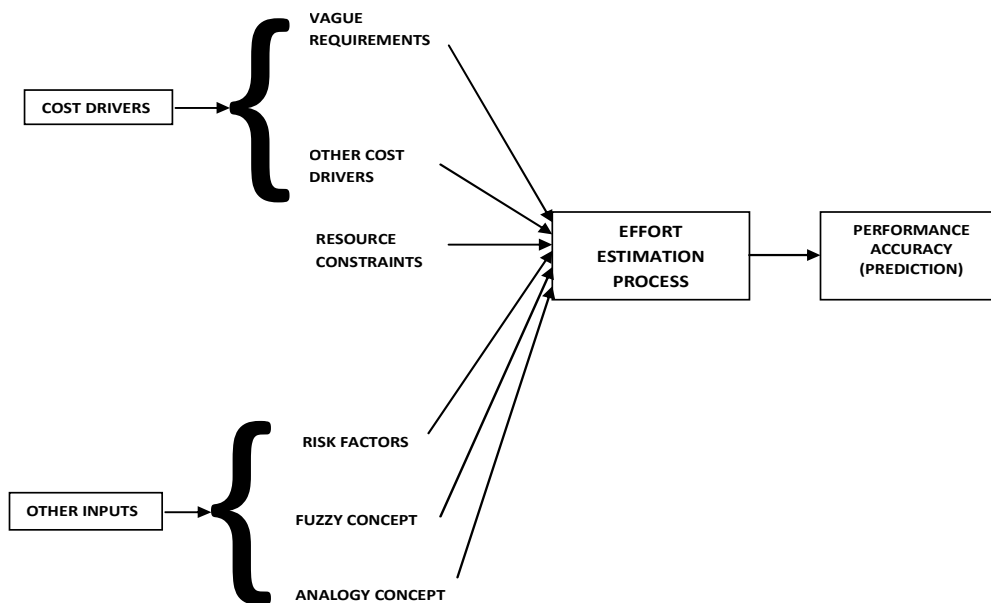 VAGUE
REQUIREMENTS
COST DRIVERS
OTHER COST
DRIVERS
RESOURCE
CONSTRAINTS
EFFORT
ESTIMATION
PROCESS
PERFORMANCE
ACCURACY
(PREDICTION)
RISK FACTORS
OTHER INPUTS
FUZZY CONCEPT
ANALOGY CONCEPT